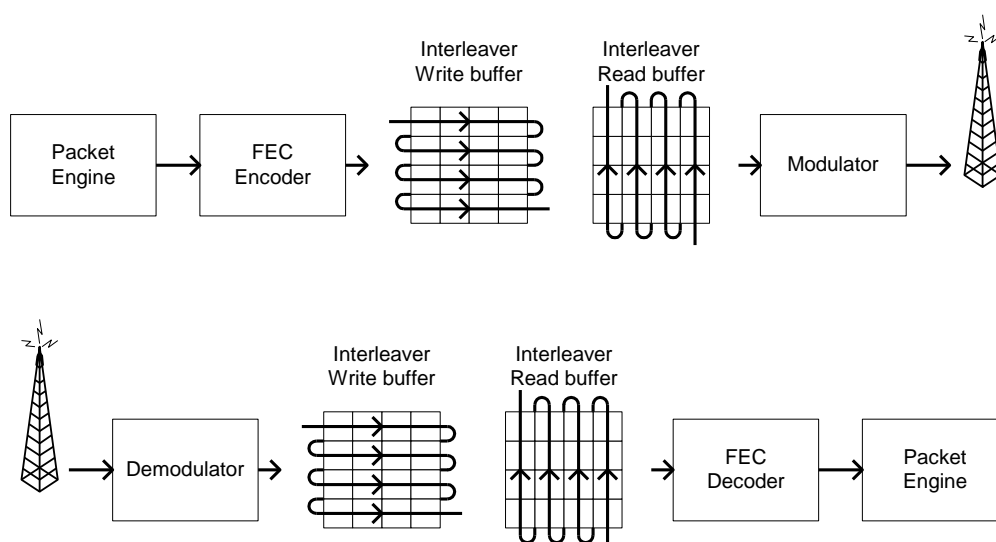 Interleaver
Write buffer
Interleaver
Read buffer
Packet
Engine
FEC
Encoder
Modulator
Interleaver
Write buffer
Interleaver
Read buffer
Demodulator
FEC
Decoder
Packet
Engine